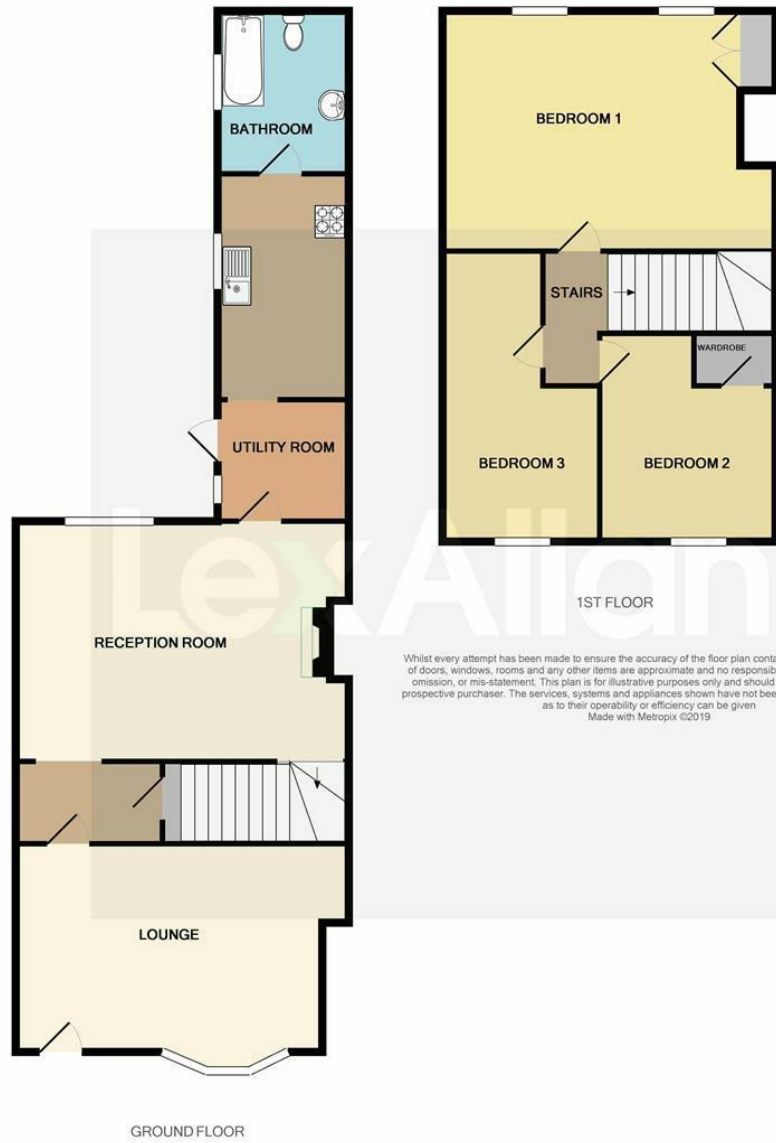 BATHROOM
UTILITY ROOM
RECEPTION ROOM
LOUNGE
GROUND FLOOR
BEDROOM 1
STAIRS
WARDROBE
BEDROOM 3
BEDROOM 2
1ST FLOOR
LexAllan
Whilst every attempt has been made to ensure the accuracy of the floor plan
of doors, windows, rooms and any other items are approximate and no
omission, or mis-statement. This plan is for illustrative purposes only and should
prospective purchaser. The services, systems and appliances shown have not
as to their operability or efficiency can be given
Made with Metropix ©2019